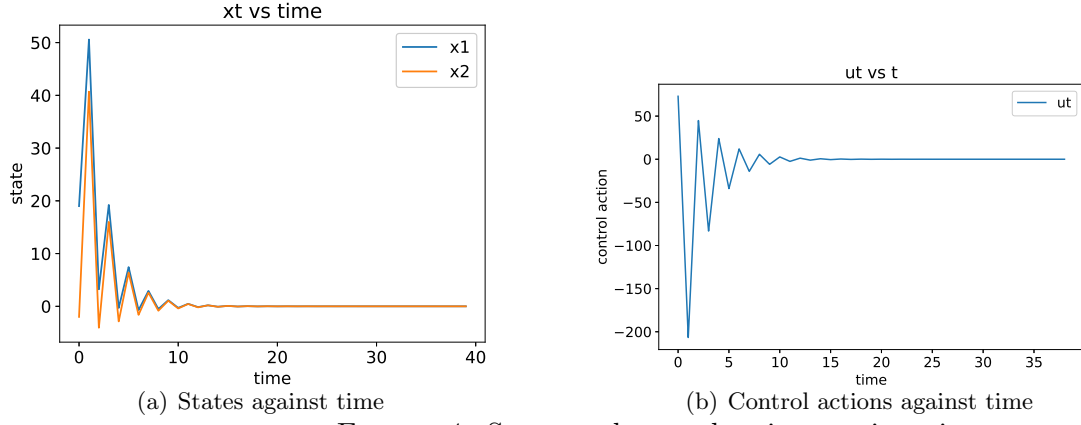 xt vs time
50
40
30
20
10
0
state
x1
x2
0 10 20 30 40
time
(a) States against time
ut vs t
50
0
−50
−100
−150
−200
control action
ut
0 5 10 15 20 25 30 35
time
(b) Control actions against time